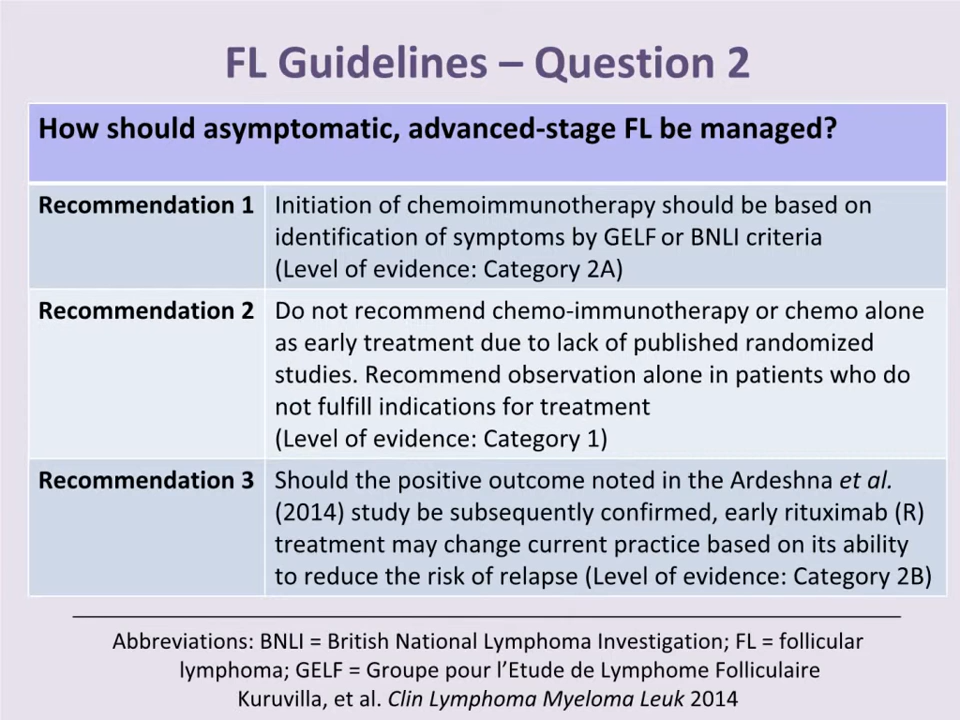 FL Guidelines – Question 2
How should asymptomatic, advanced-stage FL be managed?
Recommendation 1
Initiation of chemoimmunotherapy should be based on
identification of symptoms by GELF or BNLI criteria
(Level of evidence: Category 2A)
Recommendation 2
Do not recommend chemo-immunotherapy or chemo alone
as early treatment due to lack of published randomized
studies. Recommend observation alone in patients who do
not fulfill indications for treatment
(Level of evidence: Category 1)
Recommendation 3
Should the positive outcome noted in the Ardeshna et al.
(2014) study be subsequently confirmed, early rituximab (R)
treatment may change current practice based on its ability
to reduce the risk of relapse (Level of evidence: Category 2B)
Abbreviations: BNLI = British National Lymphoma Investigation; FL = follicular
lymphoma; GELF = Groupe pour l’Etude de Lymphome Folliculaire
Kuruvilla, et al. Clin Lymphoma Myeloma Leuk 2014